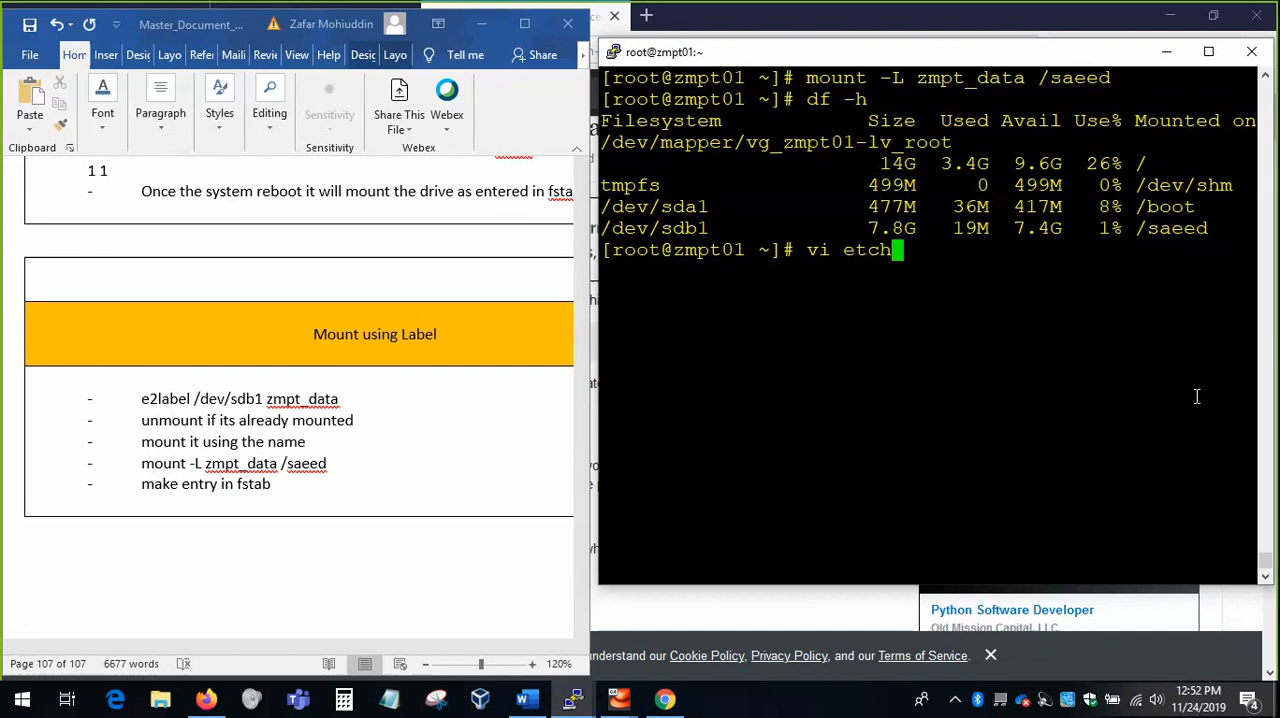 Master_Document_...
Zafar Mohiuddin
File Hom Inser Desig Layo Refer Maili Revie View Help Desig Layo Tell me Share
Paste
Font
Styles
Editing
Sensitivity
Share This
Force
Webex
Clipboard
Sensitivity
Webex
1 1
- Once the system reboot it will mount the drive as entered in fsta
Mount using Label
- e2label /dev/sdb1 zmpt_data
- unmount if its already mounted
- mount it using the name
- mount -L zmpt_data /saeed
- make entry in fstab
Page 107 of 107 6677 words 120%
root@zmpt01:~
[root@zmpt01 ~]# mount -L zmpt_data /saeed
[root@zmpt01 ~]# df -h
Filesystem Size Used Avail Use% Mounted on
/dev/mapper/vg_zmpt01-lv_root
14G 3.4G 9.6G 26% /
tmpfs 499M 0 499M 0% /dev/shm
/dev/sda1 477M 36M 417M 8% /boot
/dev/sdb1 7.8G 19M 7.4G 1% /saeed
[root@zmpt01 ~]# vi etch
Python Software Developer
Old Mission Capital, LLC.
understand our Cookie Policy, Privacy Policy, and our Terms of Service.
12:52 PM
11/24/2019
4